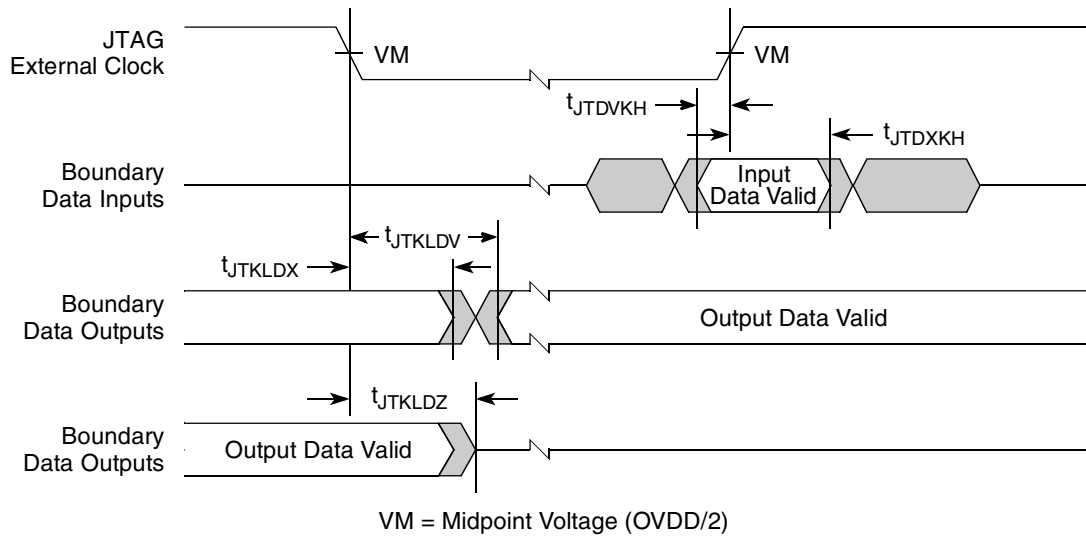 JTAG
External Clock
VM
VM
tJTDVKH
tJTDXKH
Boundary
Data Inputs
Input
Data Valid
tJTKLDV
tJTKLDX
Boundary
Data Outputs
Output Data Valid
tJTKLDZ
Boundary
Data Outputs
Output Data Valid
VM = Midpoint Voltage (OVDD/2)